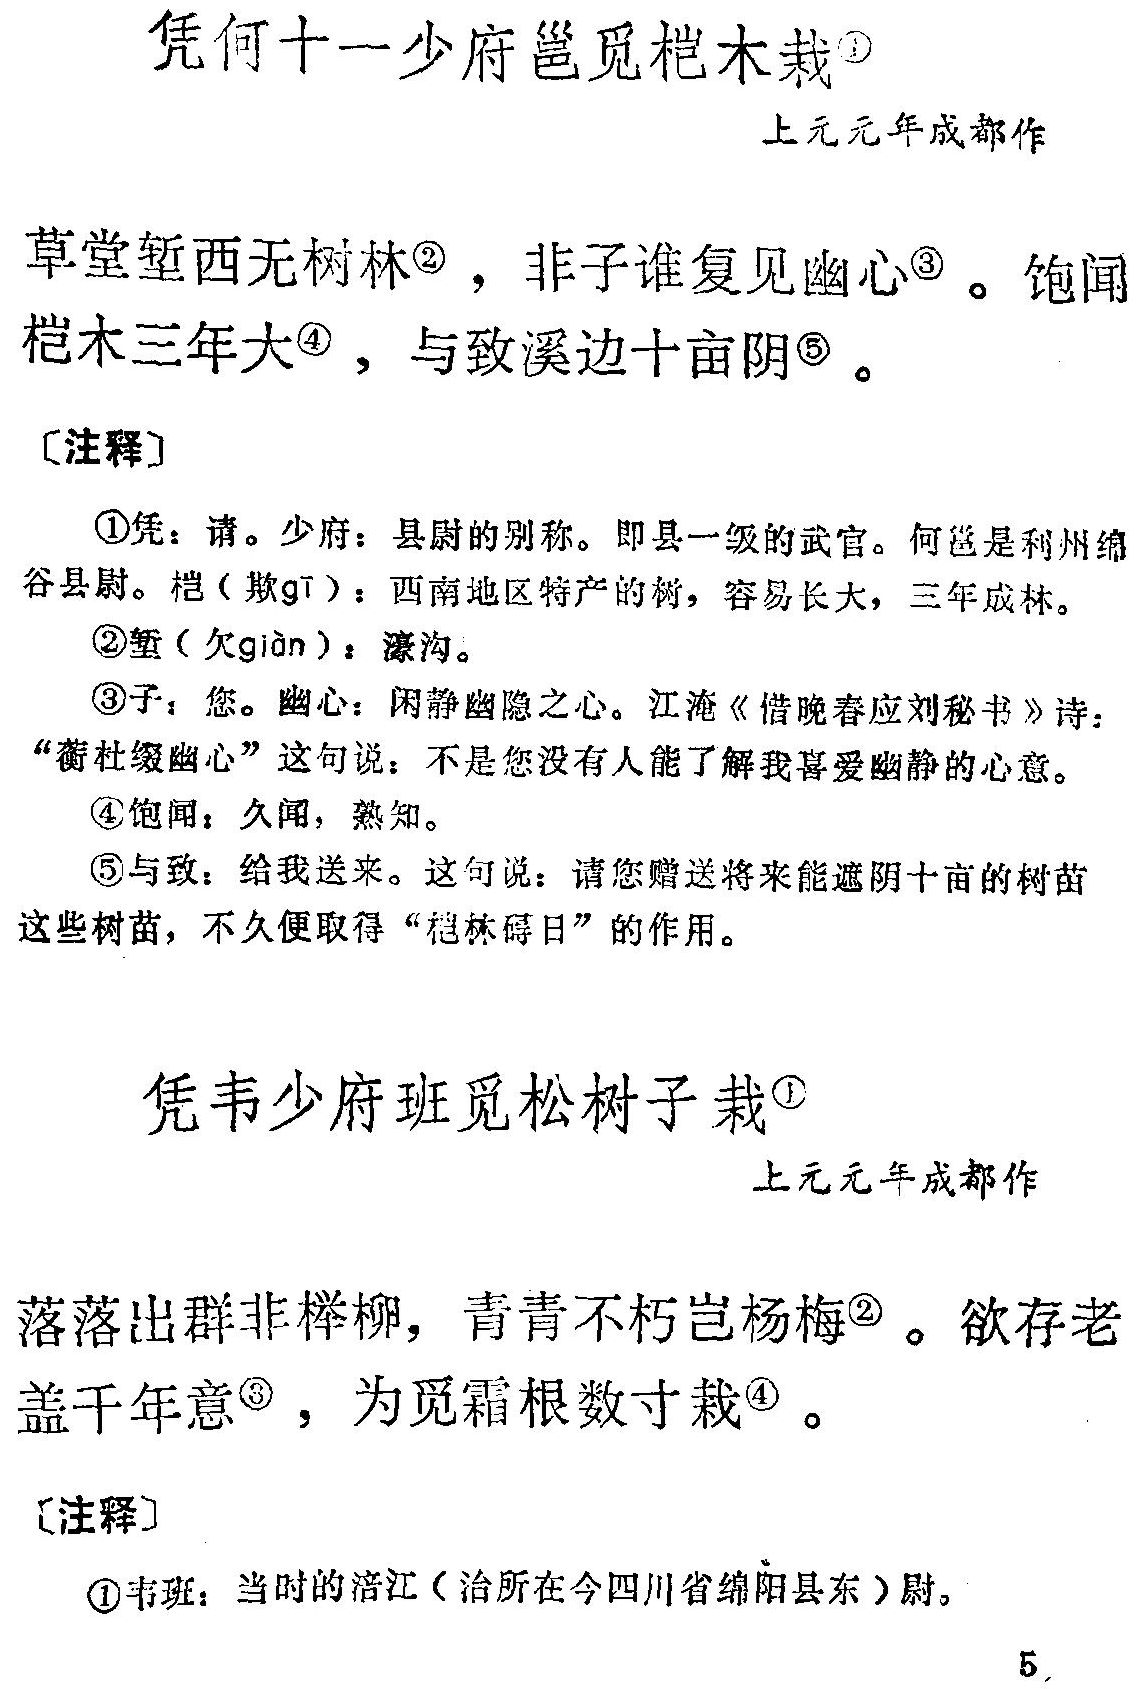 凭何十一少府邕觅桤木栽①
上元元年成都作
草堂堑西无树林②，非子谁复见幽心③。饱闻
桤木三年大④，与致溪边十亩阴⑤。
〔注释〕
①凭：请。少府：县尉的别称。即县一级的武官。何邕是利州绵
谷县尉。桤（欺gī）：西南地区特产的树，容易长大，三年成林。
②堑（欠giàn）：濠沟。
③子：您。幽心：闲静幽隐之心。江淹《借晚春应刘秘书》诗：
“蘅杜缀幽心”这句说：不是您没有人能了解我喜爱幽静的心意。
④饱闻：久闻，熟知。
⑤与致：给我送来。这句说：请您赠送将来能遮阴十亩的树苗
这些树苗，不久便取得“桤林碍日”的作用。
凭韦少府班觅松树子栽①
上元元年成都作
落落出群非榉柳，青青不朽岂杨梅②。欲存老
盖千年意③，为觅霜根数寸栽④。
〔注释〕
①韦班：当时的涪江（治所在今四川省绵阳县东）尉。
5